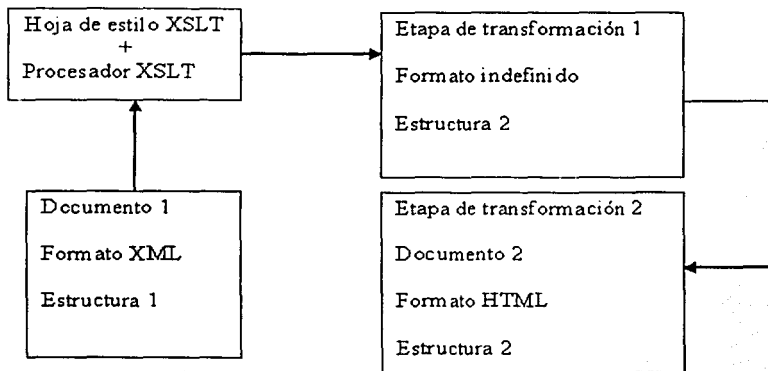 Hoja de estilo XSLT
+
Procesador XSLT
Etapa de transformación 1
Formato indefinido
Estructura 2
Documento 1
Formato XML
Estructura 1
Etapa de transformación 2
Documento 2
Formato HTML
Estructura 2